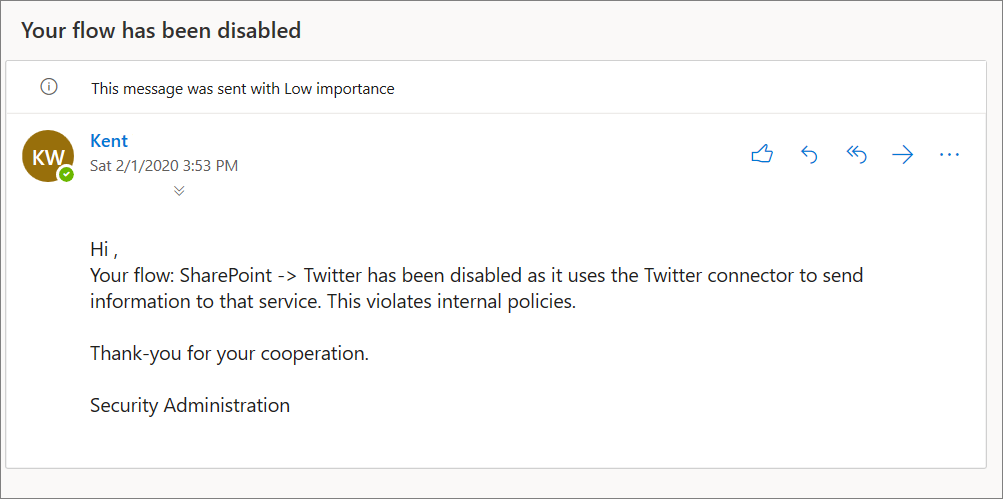 Your flow has been disabled
This message was sent with Low importance
KW
Kent
Sat 2/1/2020 3:53 PM
Hi ,
Your flow: SharePoint -> Twitter has been disabled as it uses the Twitter connector to send
information to that service. This violates internal policies.
Thank-you for your cooperation.
Security Administration